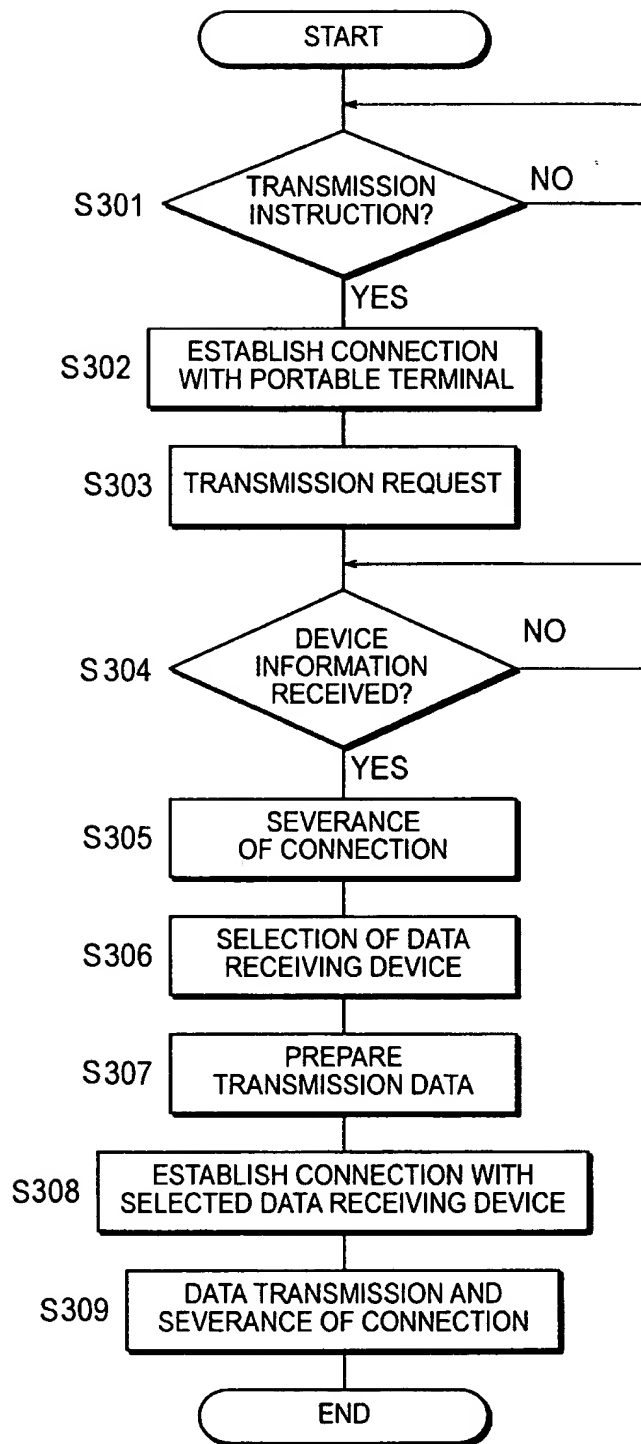 START
S301
TRANSMISSION
INSTRUCTION?
NO
YES
S302
ESTABLISH CONNECTION
WITH PORTABLE TERMINAL
S303
TRANSMISSION REQUEST
S304
DEVICE
INFORMATION
RECEIVED?
NO
YES
S305
SEVERANCE
OF CONNECTION
S306
SELECTION OF DATA
RECEIVING DEVICE
S307
PREPARE
TRANSMISSION DATA
S308
ESTABLISH CONNECTION WITH
SELECTED DATA RECEIVING DEVICE
S309
DATA TRANSMISSION AND
SEVERANCE OF CONNECTION
END